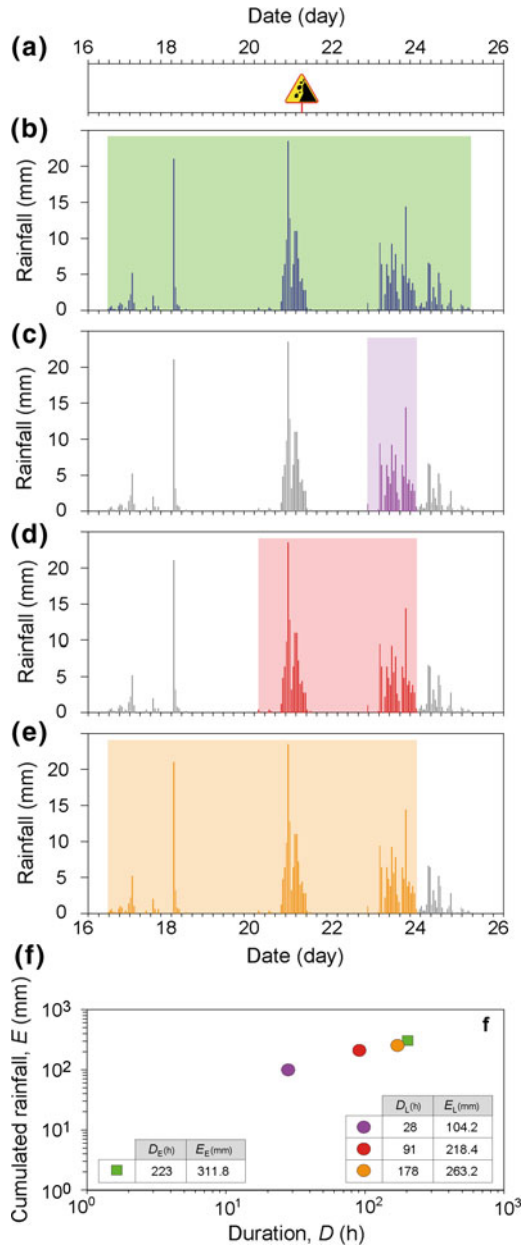 Date (day)
16 18 20 22 24 26
(a)
(b)
Rainfall (mm)
20
15
10
5
0
(c)
Rainfall (mm)
20
15
10
5
0
(d)
Rainfall (mm)
20
15
10
5
0
(e)
Rainfall (mm)
20
15
10
5
0
16 18 20 22 24 26
Date (day)
(f)
f
Cumulated rainfall, E (mm)
10³
10²
10¹
10⁰
D_E(h) E_E(mm)
223 311.8
D_L(h) E_L(mm)
28 104.2
91 218.4
178 263.2
10⁰ 10¹ 10² 10³
Duration, D (h)